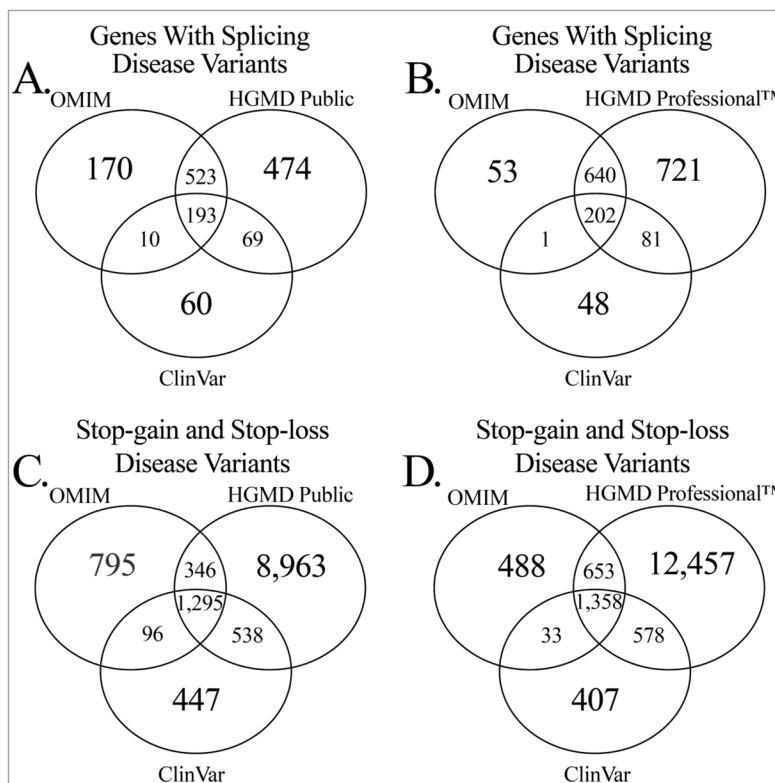 Genes With Splicing
Disease Variants
A.
OMIM
HGMD Public
170
523
474
193
10
69
60
ClinVar
Genes With Splicing
Disease Variants
B.
OMIM
HGMD Professional™
53
640
721
202
1
81
48
ClinVar
Stop-gain and Stop-loss
Disease Variants
C.
OMIM
HGMD Public
795
346
8,963
1,295
96
538
447
ClinVar
Stop-gain and Stop-loss
Disease Variants
D.
OMIM
HGMD Professional™
488
653
12,457
1,358
33
578
407
ClinVar